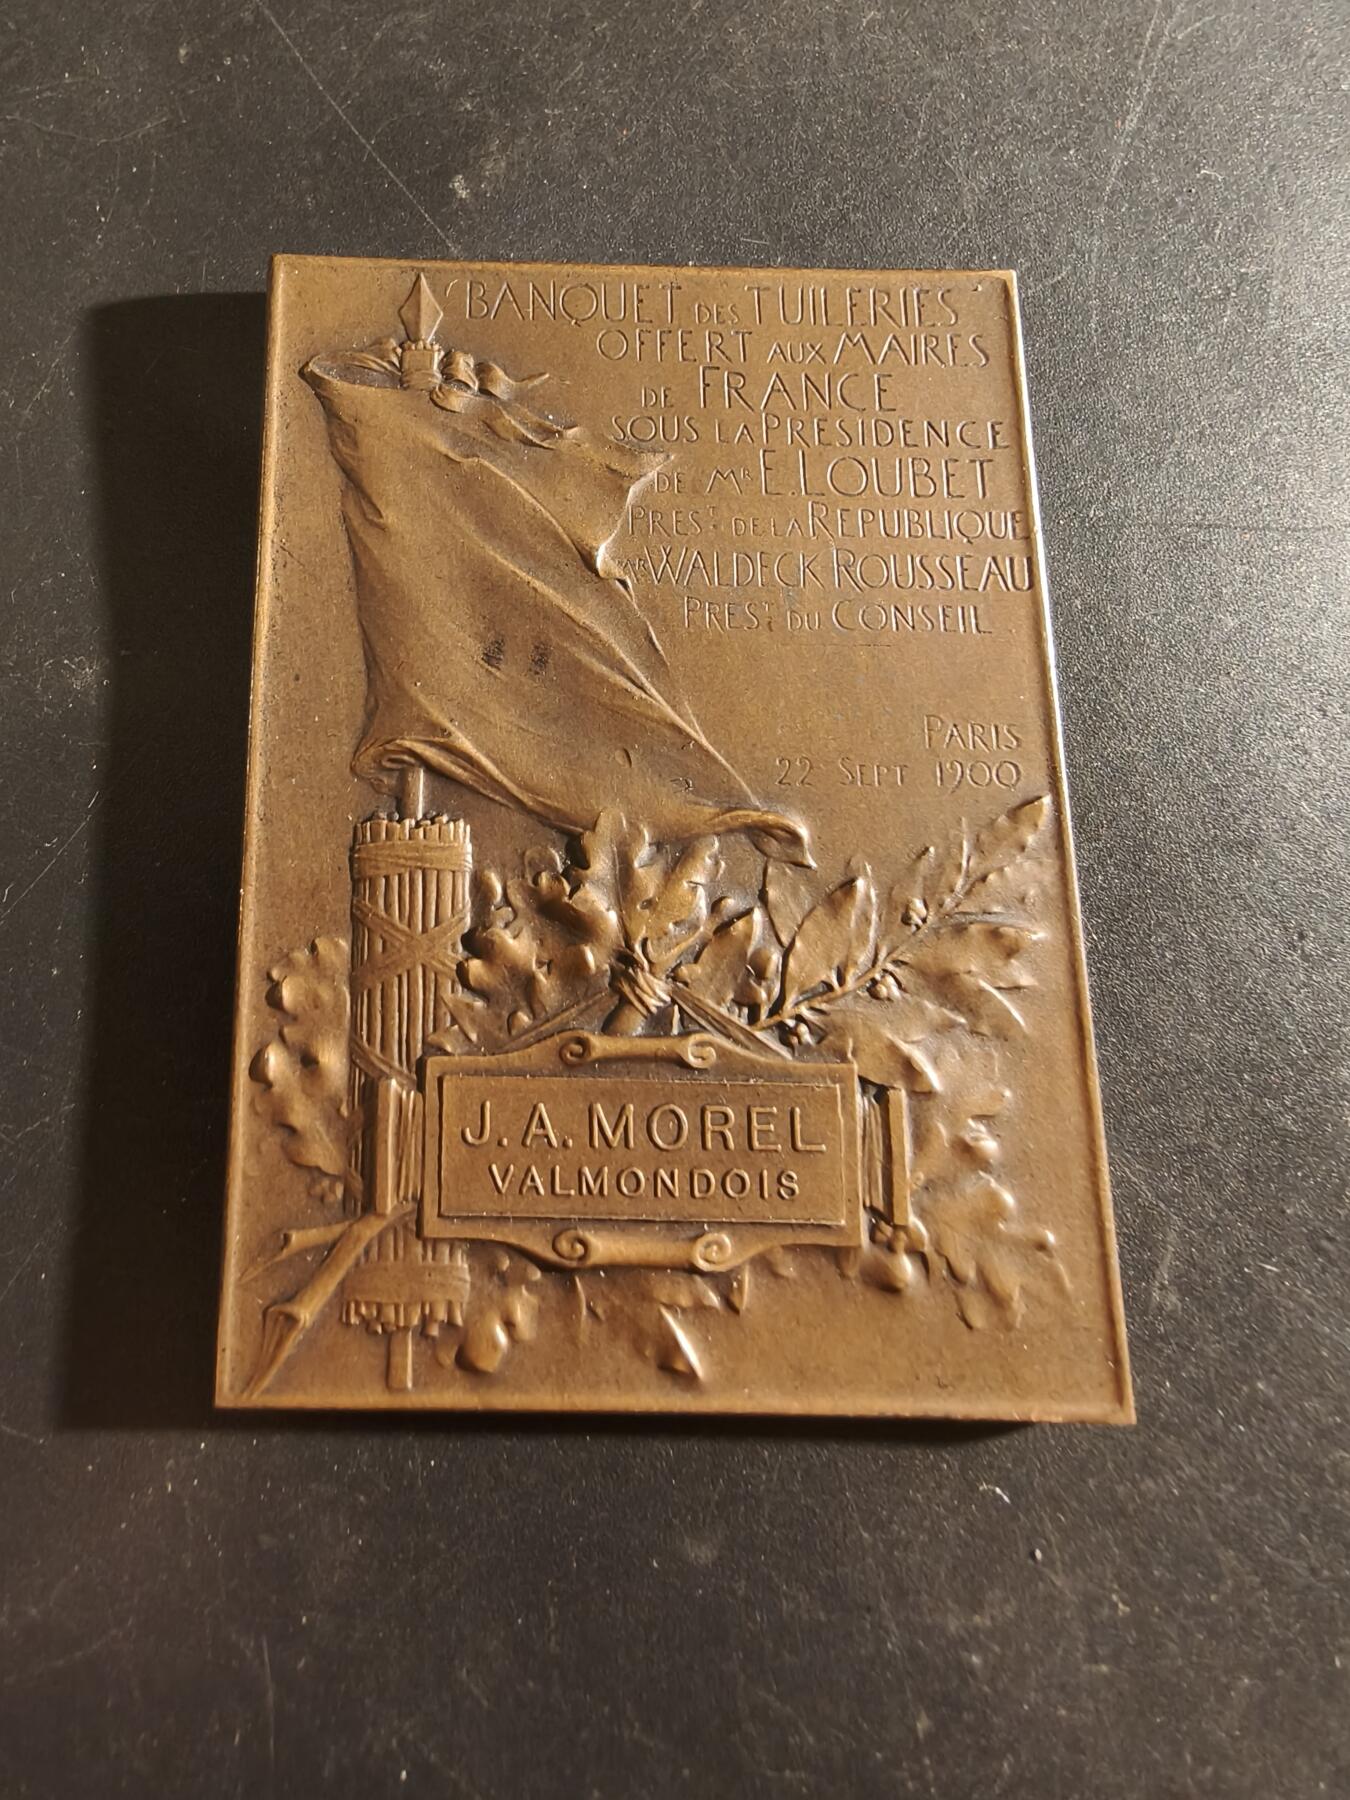 BANQUET DES TUILERIES
OFFERT AUX MAIRES
DE FRANCE
SOUS LA PRESIDENCE
DE MR E. LOUBET
PREST DE LA REPUBLIQUE
PAR WALDECK ROUSSEAU
PREST DU CONSEIL
PARIS
22 SEPT 1900
J. A. MOREL
VALMONDOIS